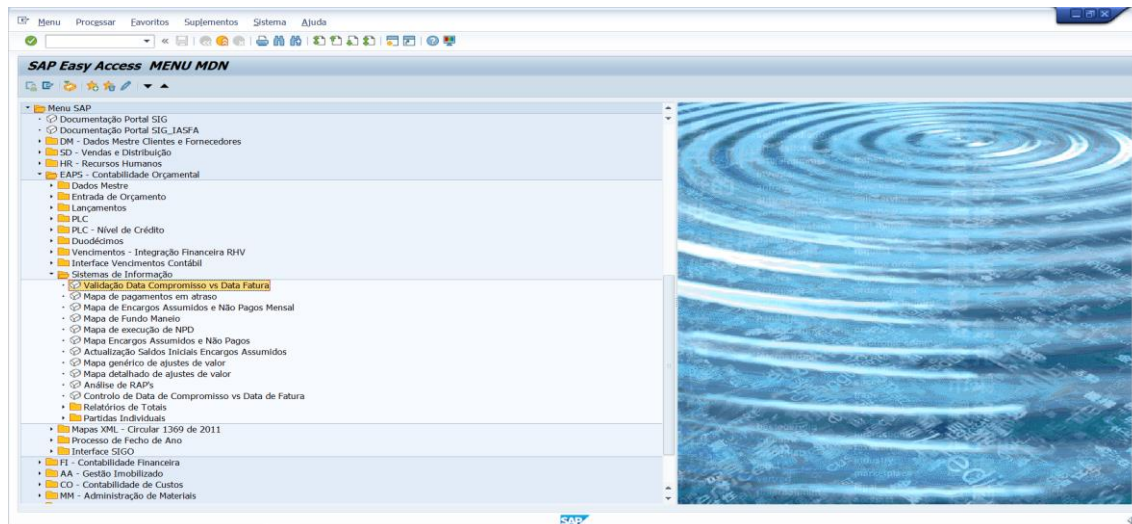 Menu Processar Favoritos Suplementos Sistema Ajuda
SAP Easy Access MENU MDN
Menu SAP
Documentação Portal SIG
Documentação Portal SIG_IASFA
DM - Dados Mestre Clientes e Fornecedores
SD - Vendas e Distribuição
HR - Recursos Humanos
EAPS - Contabilidade Orçamental
Dados Mestre
Entrada de Orçamento
Lançamentos
PLC
PLC - Nível de Crédito
Duodécimos
Vencimentos - Integração Financeira RHV
Interface Vencimentos Contábil
Sistemas de Informação
Validação Data Compromisso vs Data Fatura
Mapa de pagamentos em atraso
Mapa de Encargos Assumidos e Não Pagos Mensal
Mapa de Fundo Maneio
Mapa de execução de NPD
Mapa Encargos Assumidos e Não Pagos
Actualização Saldos Iniciais Encargos Assumidos
Mapa genérico de ajustes de valor
Mapa detalhado de ajustes de valor
Análise de RAP's
Controlo de Data de Compromisso vs Data de Fatura
Relatórios de Totais
Partidas Individuais
Mapas XML - Circular 1369 de 2011
Processo de Fecho de Ano
Interface SIGO
FI - Contabilidade Financeira
AA - Gestão Imobilizado
CO - Contabilidade de Custos
MM - Administração de Materiais
SAP